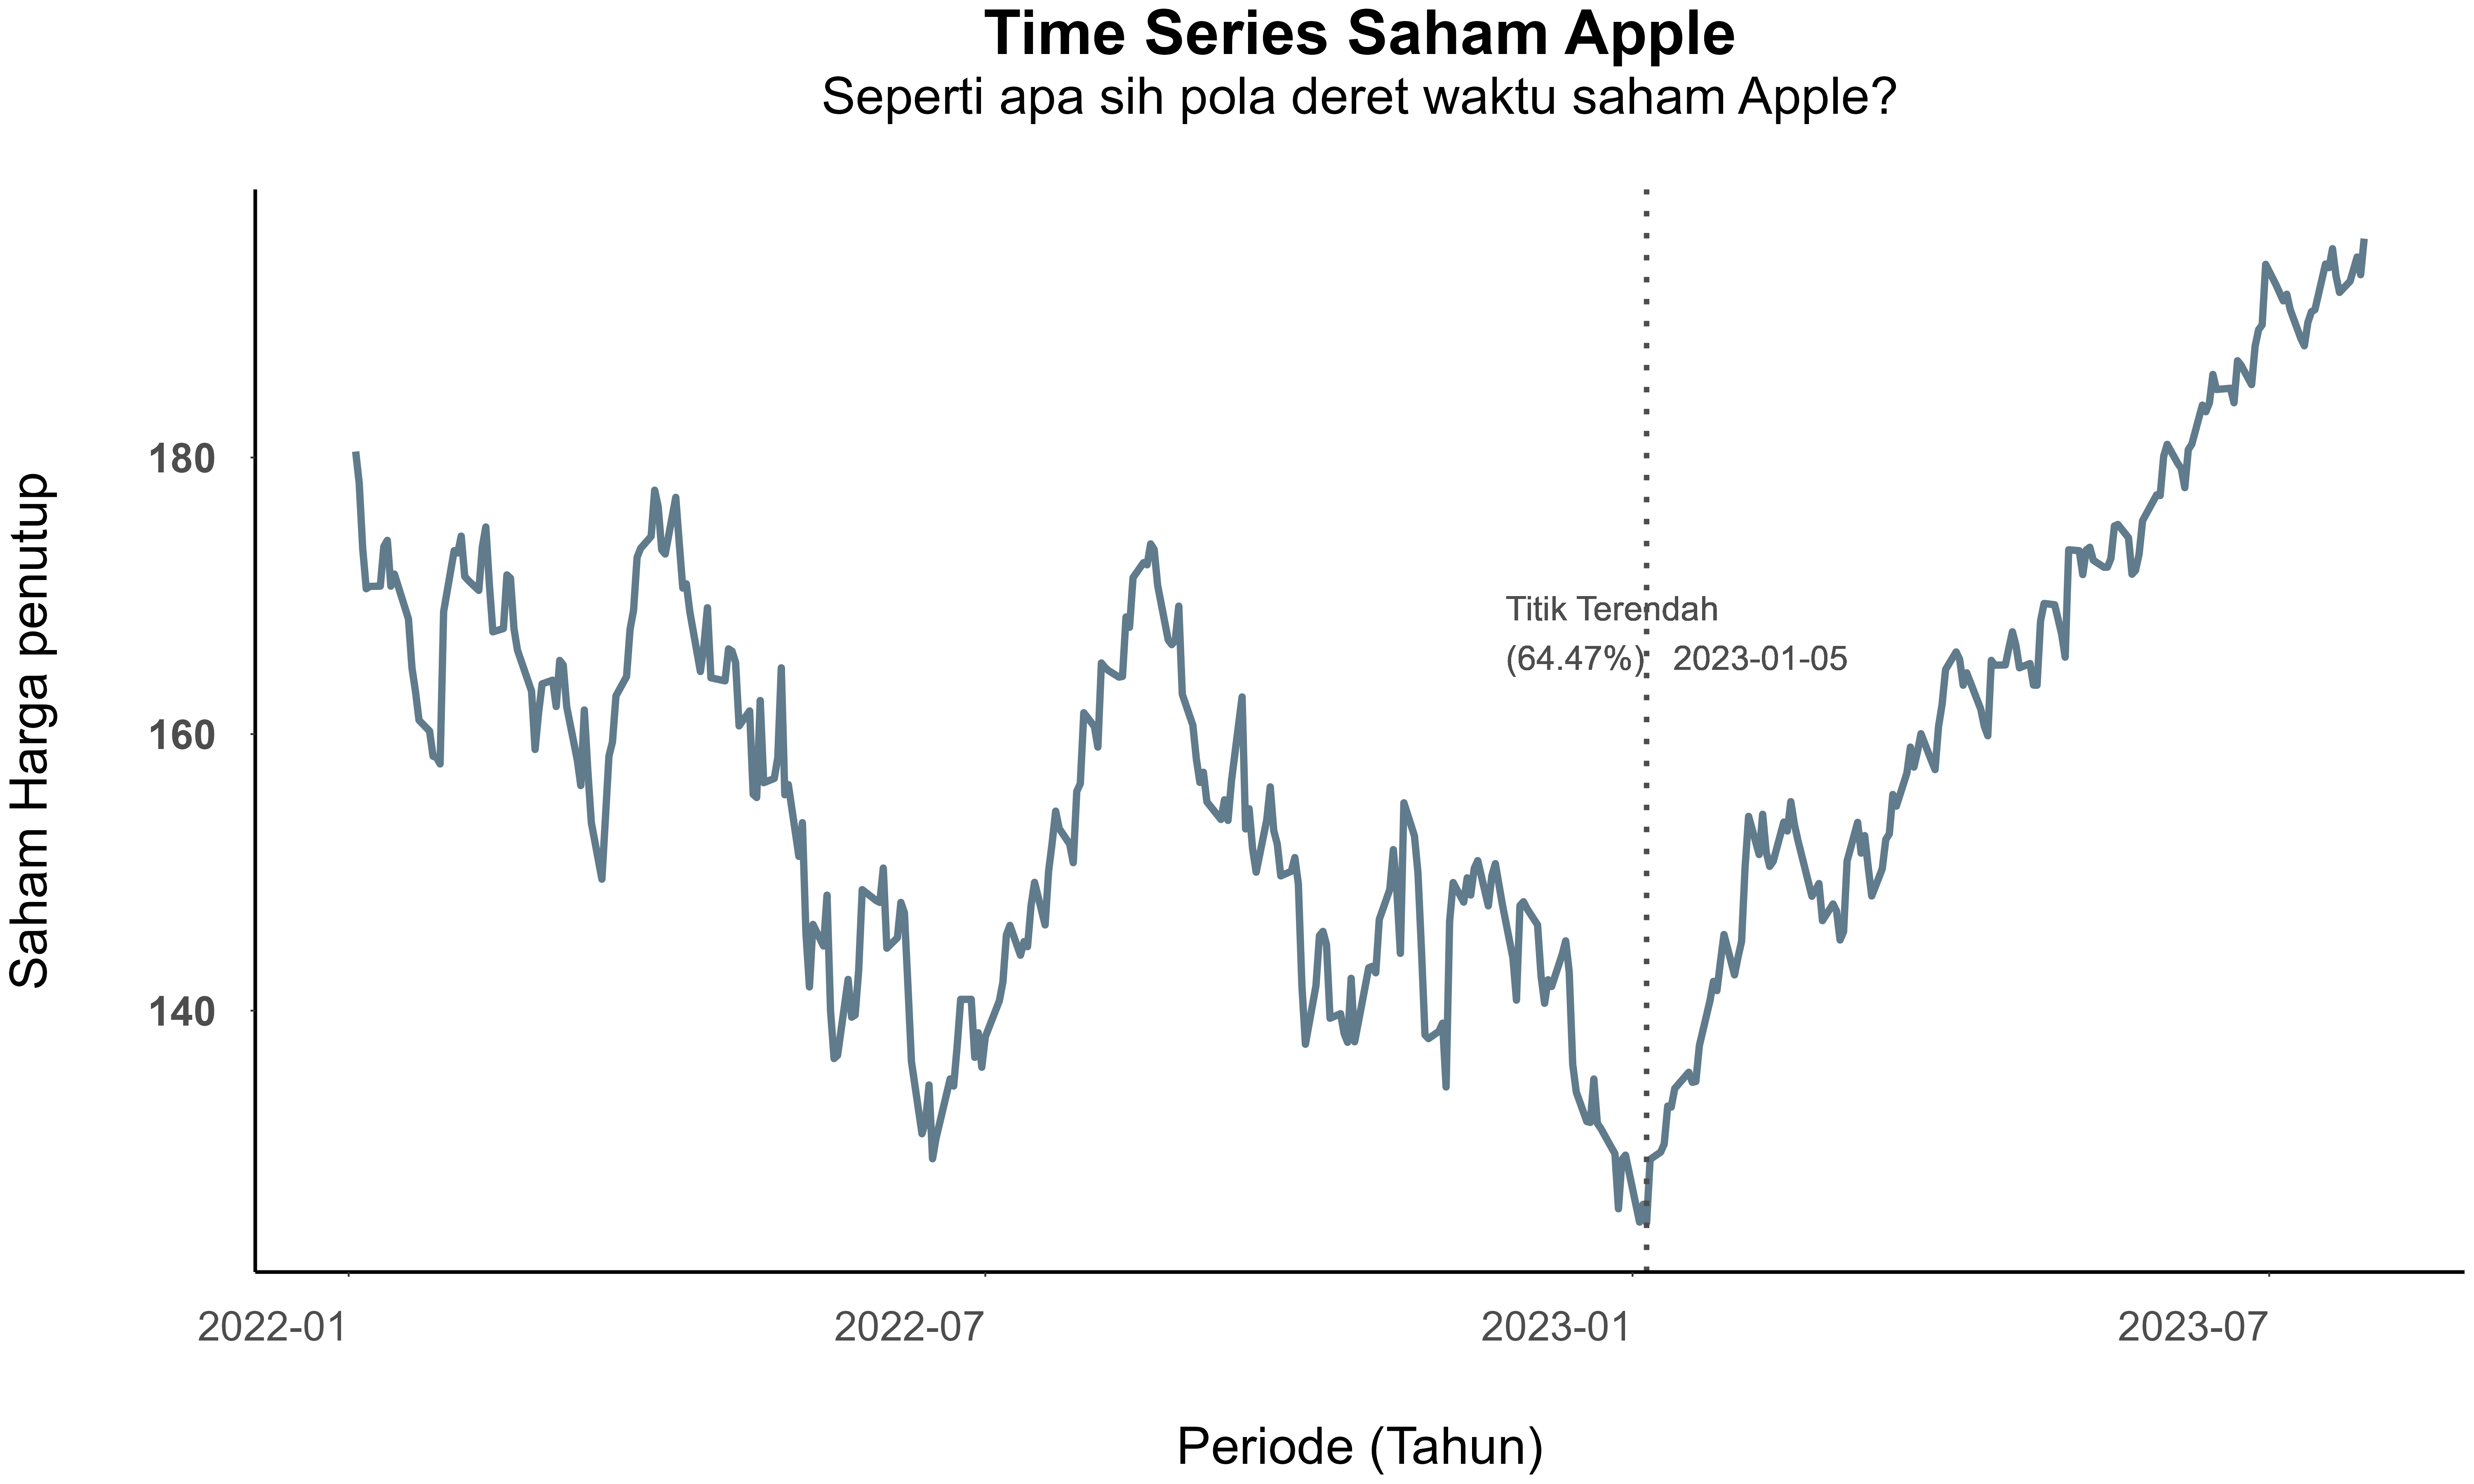 Time Series Saham Apple
Seperti apa sih pola deret waktu saham Apple?
Saham Harga penutup
180
160
140
Titik Terendah
(64.47%) 2023-01-05
2022-01
2022-07
2023-01
2023-07
Periode (Tahun)